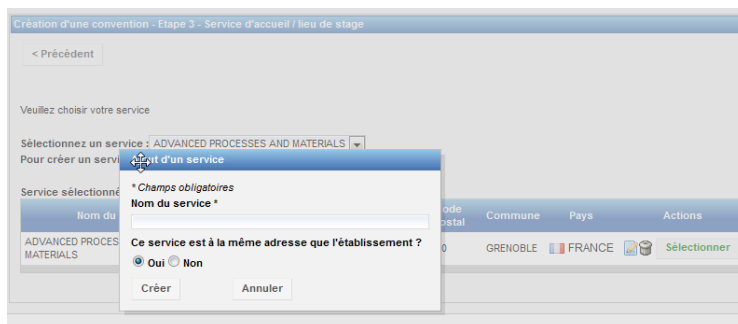 Création d'une convention - Etape 3 - Service d'accueil / lieu de stage
< Précédent
Veuillez choisir votre service
Sélectionnez un service : ADVANCED PROCESSES AND MATERIALS
Pour créer un servi
d'un service
* Champs obligatoires
Nom du service *
Ce service est à la même adresse que l'établissement ?
Oui Non
Créer Annuler
Service sélectionné
Nom du Commune Pays Actions
ADVANCED PROCES GRENOBLE FRANCE Sélectionner
MATERIALS